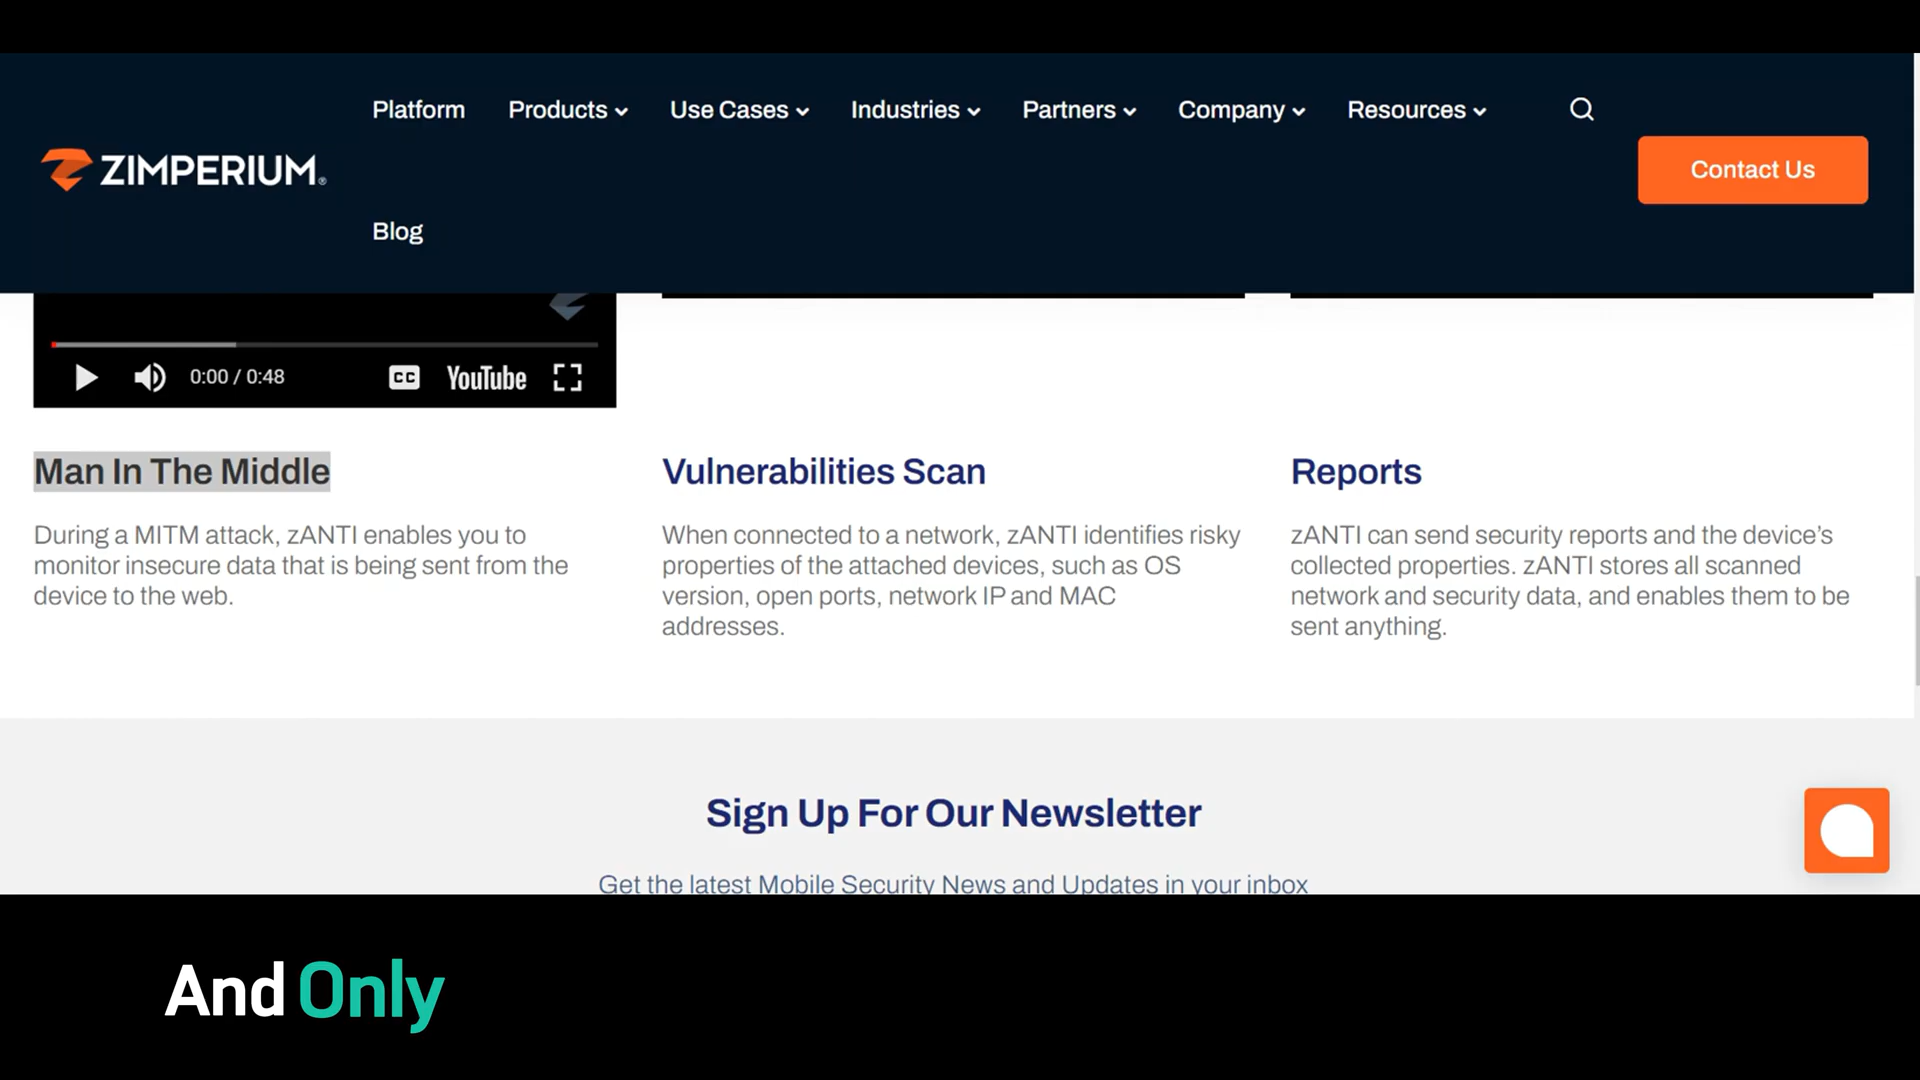 Platform
Products
Use Cases
Industries
Partners
Company
Resources
ZIMPERIUM®
Contact Us
Blog
0:00 / 0:48
CC
YouTube
Man In The Middle
During a MITM attack, zANTI enables you to
monitor insecure data that is being sent from the
device to the web.
Vulnerabilities Scan
When connected to a network, zANTI identifies risky
properties of the attached devices, such as OS
version, open ports, network IP and MAC
addresses.
Reports
zANTI can send security reports and the device’s
collected properties. zANTI stores all scanned
network and security data, and enables them to be
sent anything.
Sign Up For Our Newsletter
Get the latest Mobile Security News and Updates in your inbox
And Only